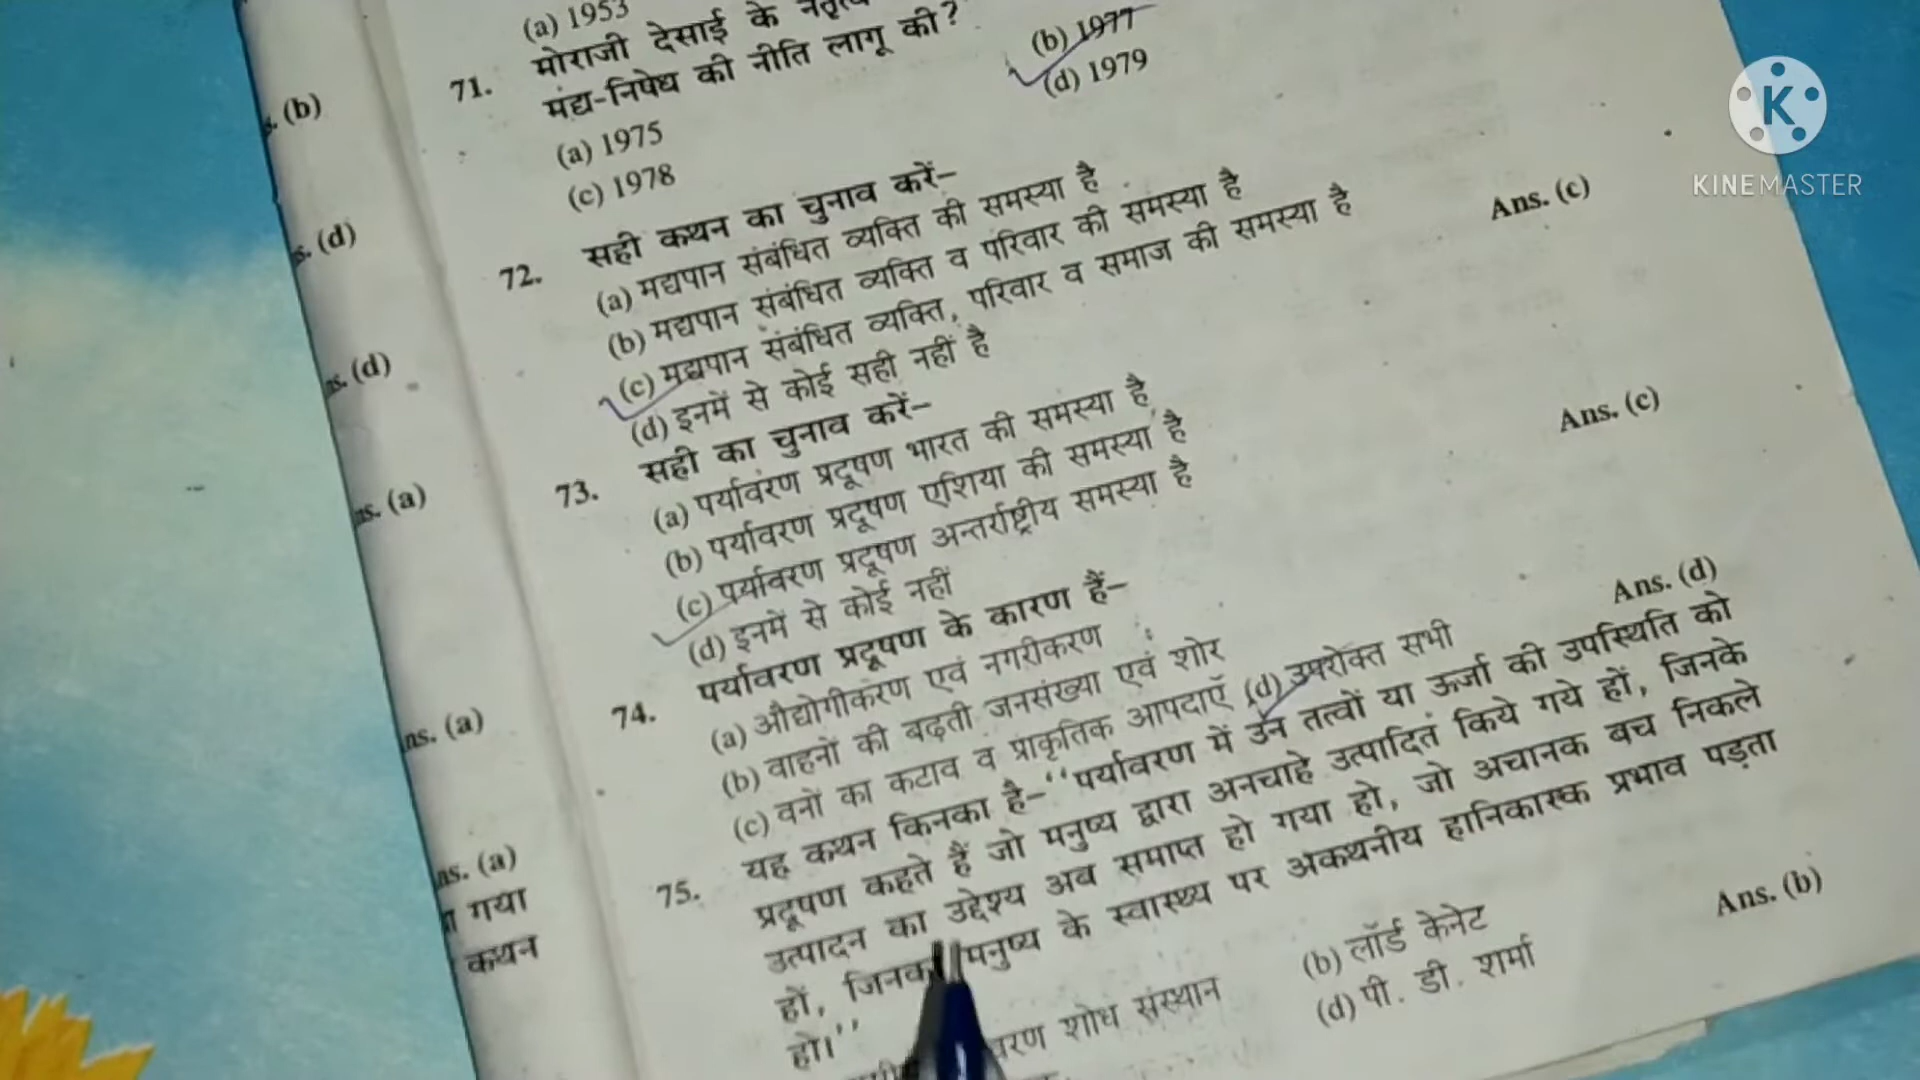 (a) 1953
71. मोराजी देसाई के नेतृत्व
मंद्य-निषेध की नीति लागू की?
(a) 1975 (b) 1977
(c) 1978 (d) 1979
72. सही कथन का चुनाव करें–
(a) मद्यपान संबंधित व्यक्ति की समस्या है
(b) मद्यपान संबंधित व्यक्ति व परिवार की समस्या है
(c) मद्यपान संबंधित व्यक्ति, परिवार व समाज की समस्या है
(d) इनमें से कोई सही नहीं है Ans. (c)
73. सही का चुनाव करें–
(a) पर्यावरण प्रदूषण भारत की समस्या है
(b) पर्यावरण प्रदूषण एशिया की समस्या है
(c) पर्यावरण प्रदूषण अन्तर्राष्ट्रीय समस्या है
(d) इनमें से कोई नहीं Ans. (c)
74. पर्यावरण प्रदूषण के कारण हैं–
(a) औद्योगीकरण एवं नगरीकरण
(b) वाहनों की बढ़ती जनसंख्या एवं शोर
(c) वनों का कटाव व प्राकृतिक आपदाएँ (d) उपरोक्त सभी Ans. (d)
75. यह कथन किनका है–''पर्यावरण में उन तत्वों या ऊर्जा की उपस्थिति को
प्रदूषण कहते हैं जो मनुष्य द्वारा अनचाहे उत्पादित किये गये हों, जिनके
उत्पादन का उद्देश्य अब समाप्त हो गया हो, जो अचानक बच निकले
हों, जिनका मनुष्य के स्वास्थ्य पर अकथनीय हानिकारक प्रभाव पड़ता
हो।'' Ans. (b)
शोध संस्थान (b) लॉर्ड केनेट
(d) पी. डी. शर्मा
s. (b)
s. (d)
ns. (d)
ns. (a)
ns. (a)
ns. (a)
गया
कथन
K
KINEMASTER